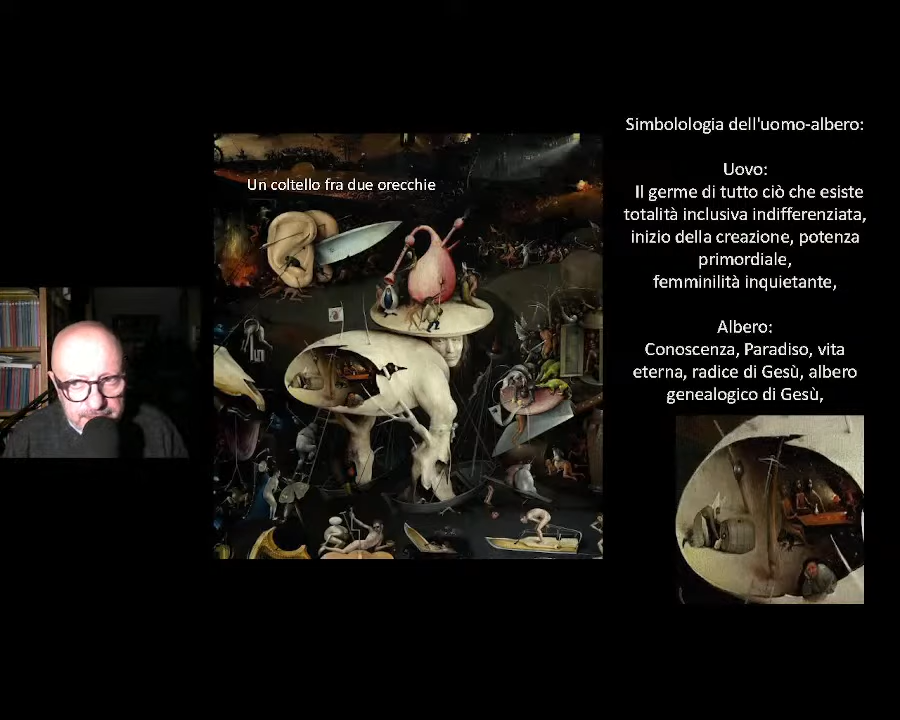 Un coltello fra due orecchie
Simbolologia dell'uomo-albero:
Uovo:
Il germe di tutto ciò che esiste
totalità inclusiva indifferenziata,
inizio della creazione, potenza
primordiale,
femminilità inquietante,
Albero:
Conoscenza, Paradiso, vita
eterna, radice di Gesù, albero
genealogico di Gesù,